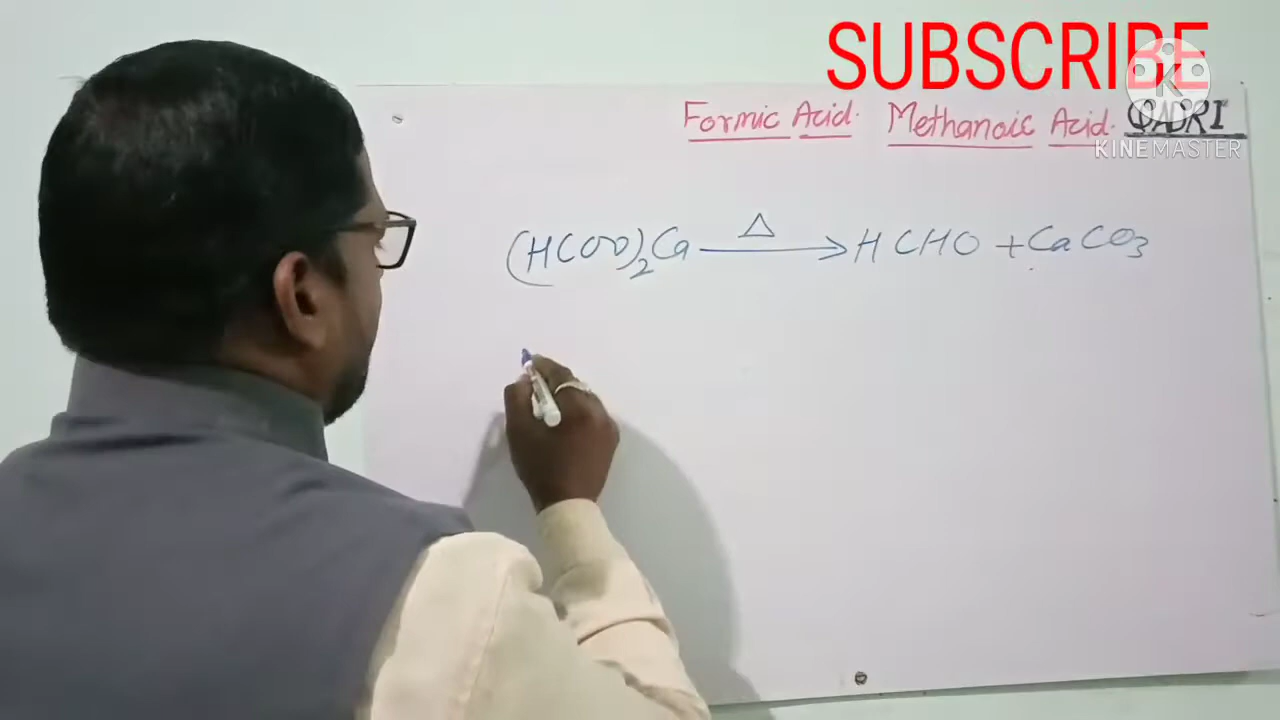 SUBSCRIBE
Formic Acid. Methanoic Acid. QADRI
KINEMASTER
(HCOO)₂Ca —Δ→ HCHO + CaCO₃